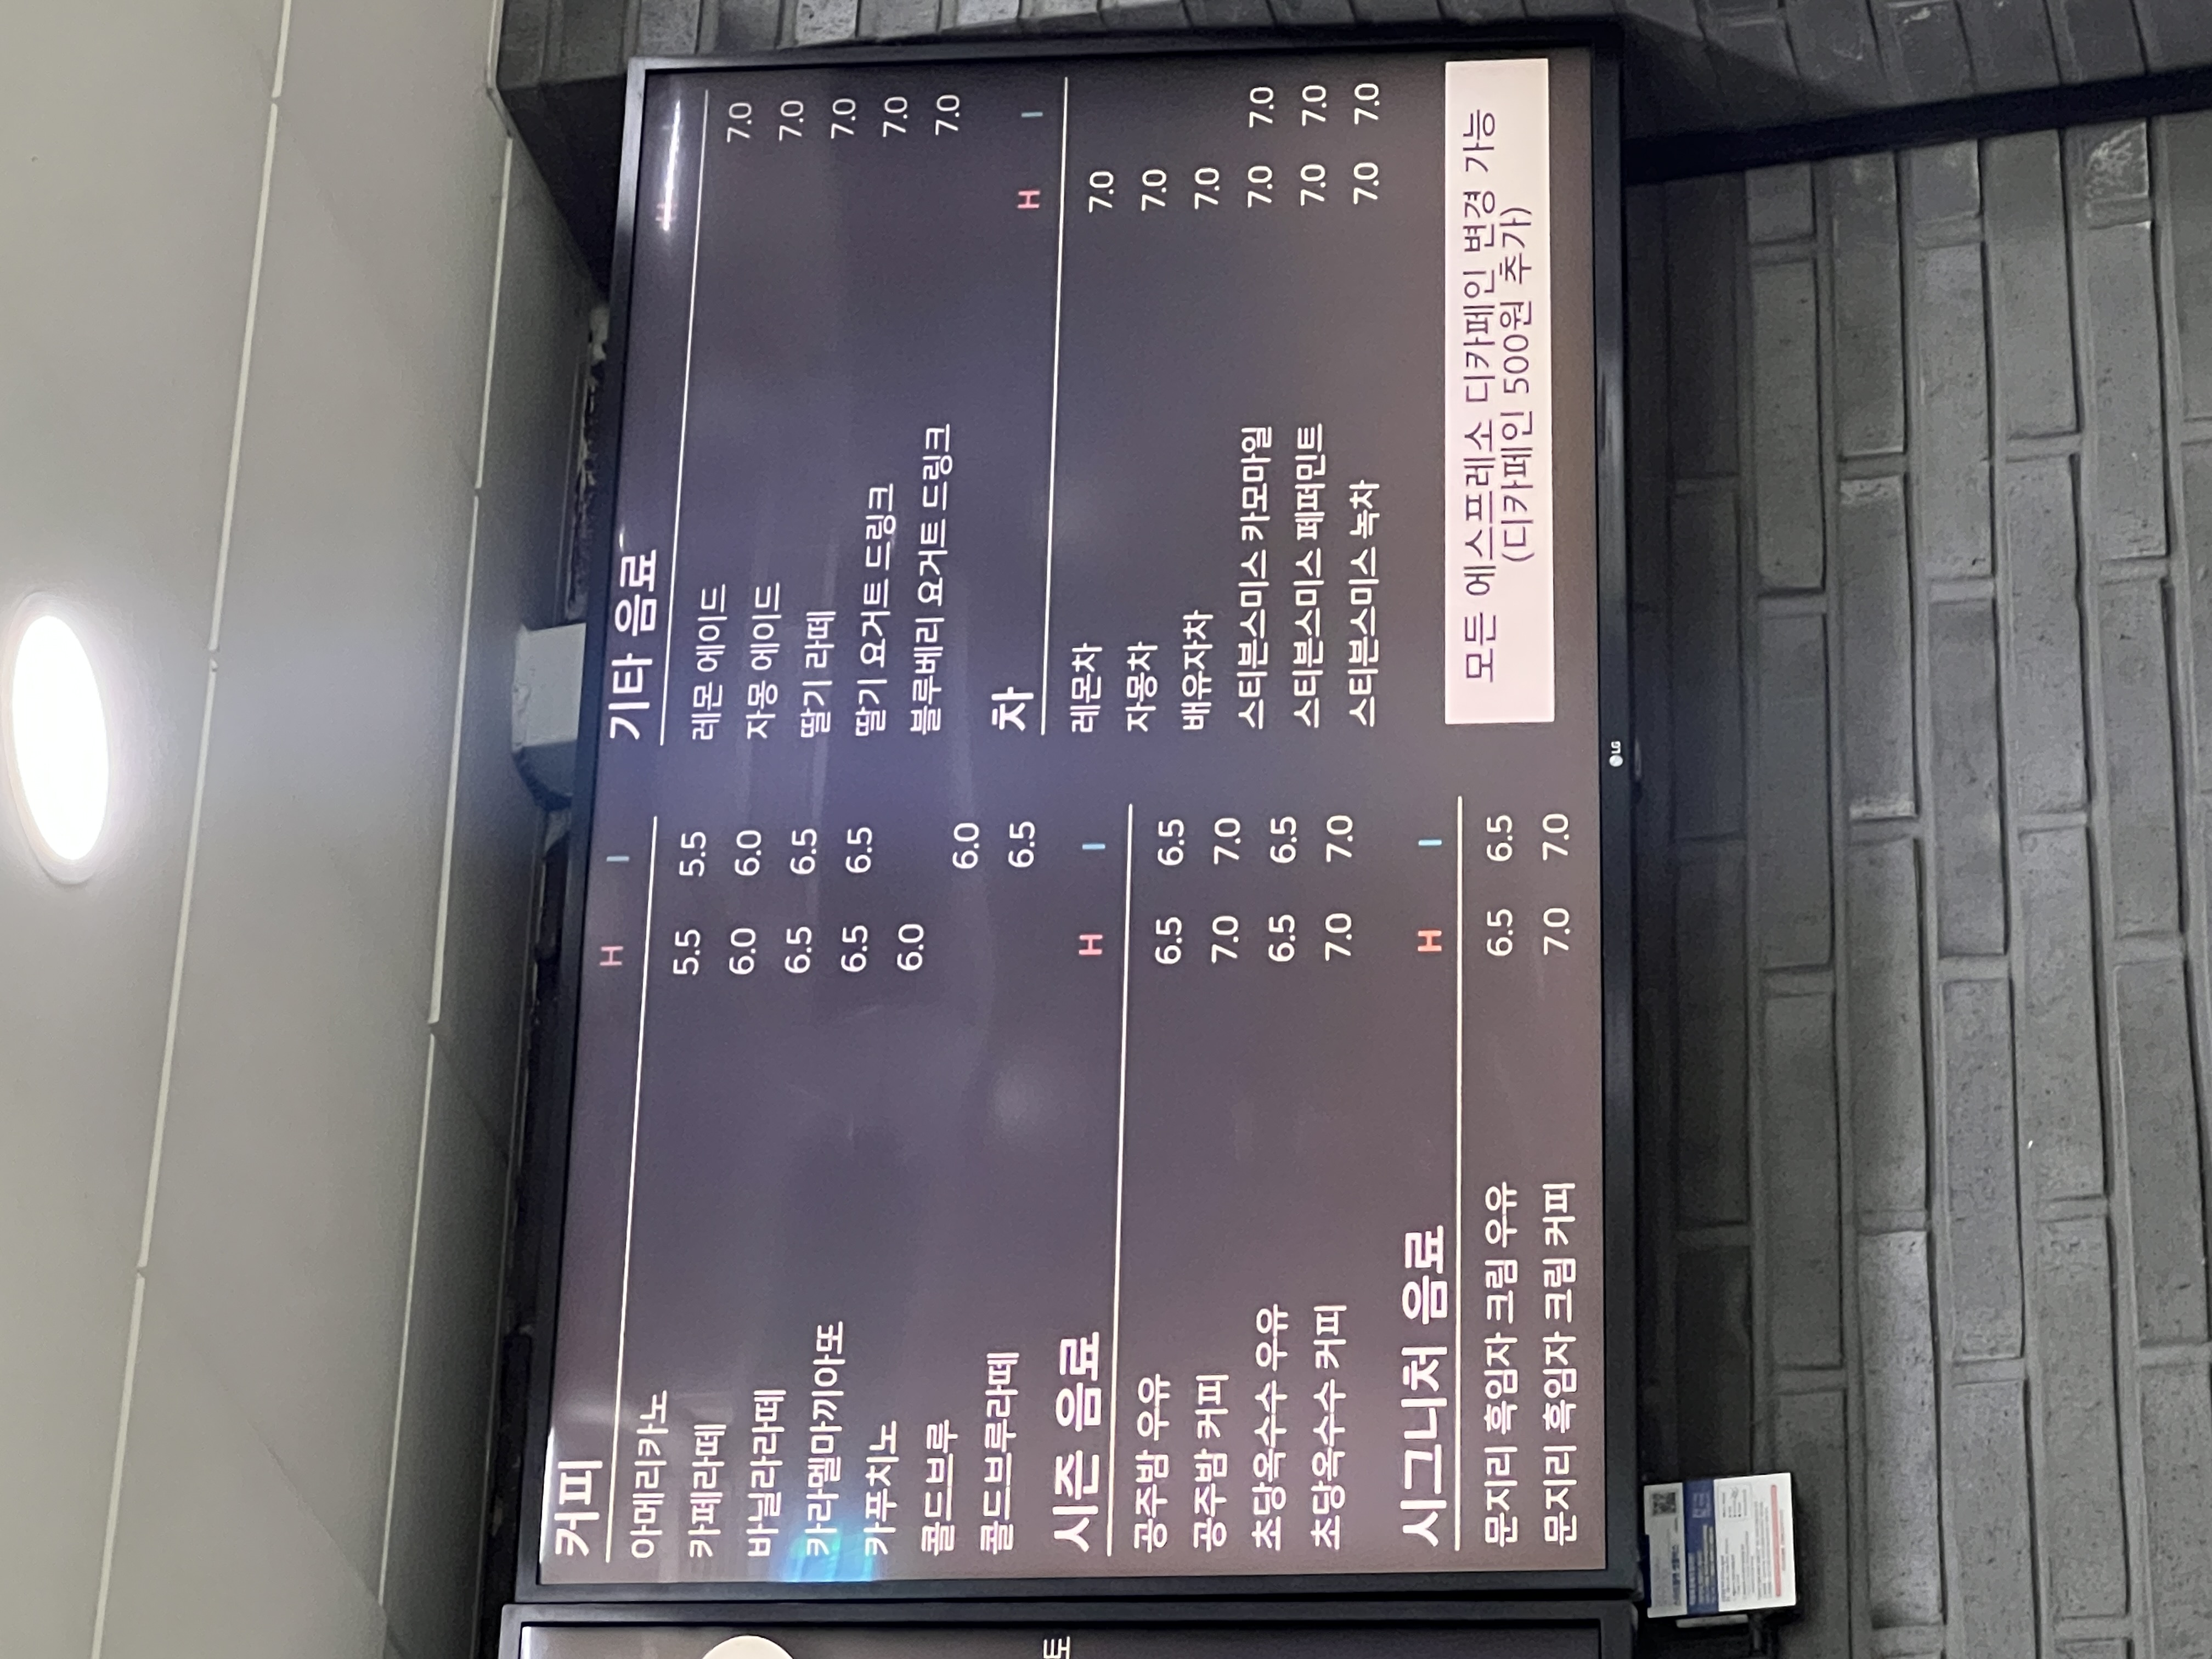 커피 H I
아메리카노 5.5 5.5
카페라떼 6.0 6.0
바닐라라떼 6.5 6.5
카라멜마끼아또 6.5 6.5
카푸치노 6.0
콜드브루 6.0
콜드브루라떼 6.5
시즌 음료 H I
공주밤 우유 6.5 6.5
공주밤 커피 7.0 7.0
초당옥수수 우유 6.5 6.5
초당옥수수 커피 7.0 7.0
시그니처 음료 H I
문지리 흑임자 크림 우유 6.5 6.5
문지리 흑임자 크림 커피 7.0 7.0
기타 음료 H
레몬 에이드 7.0
자몽 에이드 7.0
딸기 라떼 7.0
딸기 요거트 드링크 7.0
블루베리 요거트 드링크 7.0
차 H I
레몬차 7.0
자몽차 7.0
배유자차 7.0
스티븐스미스 카모마일 7.0 7.0
스티븐스미스 페퍼민트 7.0 7.0
스티븐스미스 녹차 7.0 7.0
모든 에스프레소 디카페인 변경 가능
(디카페인 500원 추가)
LG
토